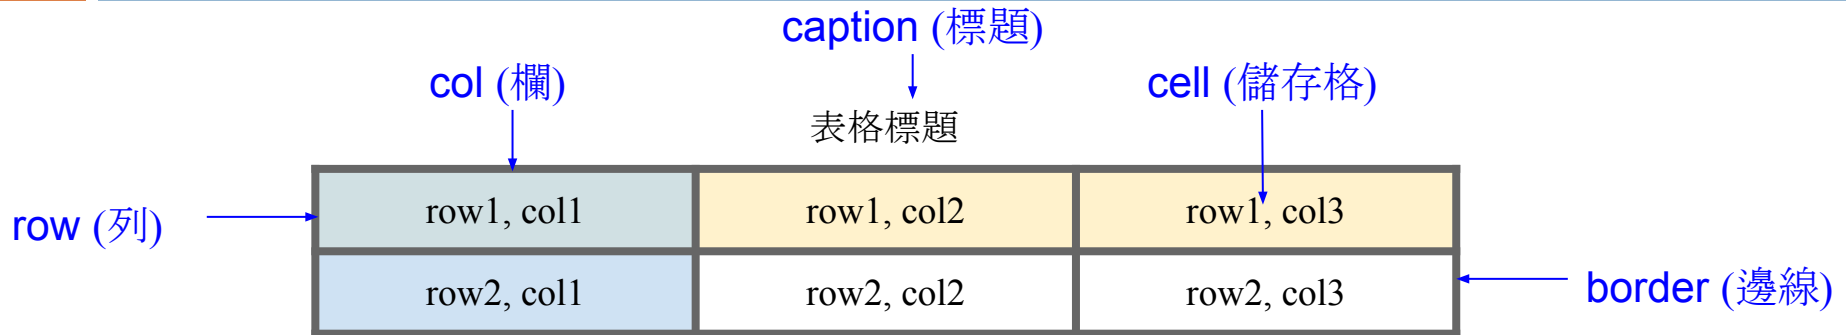 caption (標題)
col (欄)
cell (儲存格)
表格標題
row (列)
row1, col1
row1, col2
row1, col3
row2, col1
row2, col2
row2, col3
border (邊線)